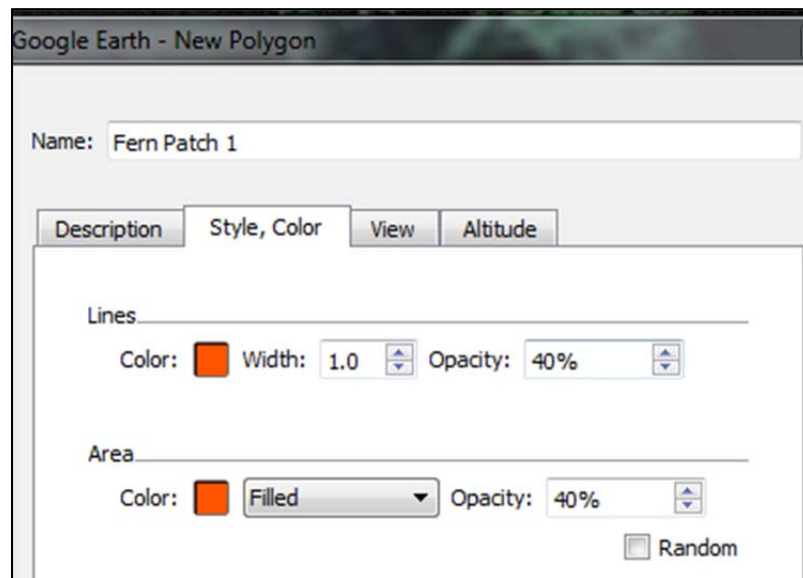 Google Earth - New Polygon
Name: Fern Patch 1
Description Style, Color View Altitude
Lines
Color: Width: 1.0 Opacity: 40%
Area
Color: Filled Opacity: 40%
Random